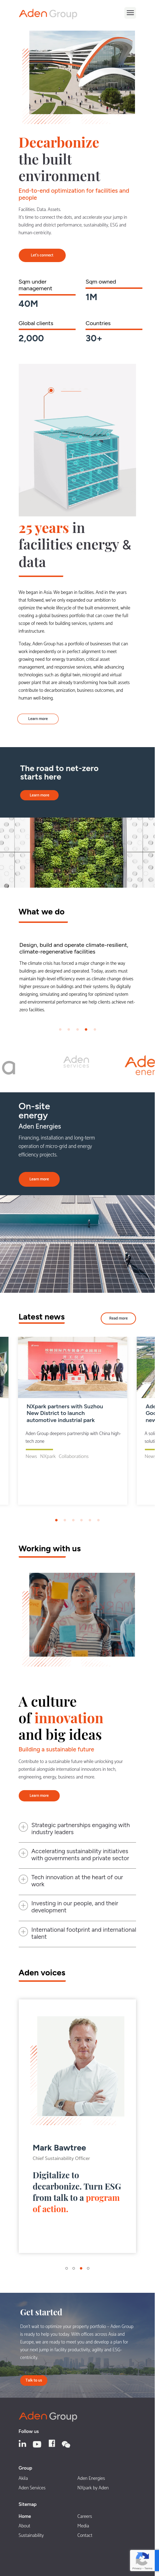 Aden Group
Decarbonize
the built
environment
End-to-end optimization for facilities and
people
Facilities. Data. Assets.
It's time to connect the dots, and accelerate your jump in
building and district performance, sustainability, ESG and
human-centricity.
Let's connect
Sqm under
management
40M
Sqm owned
1M
Global clients
2,000
Countries
30+
25 years in
facilities energy &
data
We began in Asia. We began in facilities. And in the years
that followed, we've only expanded our ambition: to
optimize the whole lifecycle of the built environment, while
creating a global business portfolio that can cover the full
scope of needs for building services, systems and
infrastructure.
Today, Aden Group has a portfolio of businesses that can
work independently or in perfect alignment to meet
growing need for energy transition, critical asset
management, and responsive services, while advancing
technologies such as digital twin, microgrid and virtual
power plant that are already transforming how built assets
contribute to decarbonization, business outcomes, and
human well-being.
Learn more
The road to net-zero
starts here
Learn more
What we do
Design, build and operate climate-resilient,
climate-regenerative facilities
The climate crisis has forced a major change in the way
buildings are designed and operated. Today, assets must
maintain high efficiency even as climate change disrupts
them from heat to power to overload. By digitally designing,
simulating, and operating for optimized system
environmental performance we help clients achieve net-
zero facilities.
Aden
services
Ade
ener
On-site
energy
Aden Energies
Financing, installation and long-term
operation of micro-grid and energy
efficiency projects.
Learn more
Latest news
Read more
NXpark partners with Suzhou
New District to launch
automotive industrial park
Aden Group deepens partnership with China high-
tech zone
News NXpark Collaborations
Working with us
A culture
of innovation
and big ideas
Building a sustainable future
Contribute to a sustainable future while unlocking your
potential alongside international innovators in tech,
engineering, energy, business and more.
Learn more
Strategic partnerships engaging with
industry leaders
Accelerating sustainability initiatives
with governments and private sector
Tech innovation at the heart of our
work
Investing in our people, and their
development
International footprint and international
talent
Aden voices
Mark Bawtree
Chief Sustainability Officer
Digitalize to
decarbonize. Turn ESG
from talk to a program
of action.
Get started
Don't wait to optimize your property portfolio - Aden Group
is ready to help you today. With offices across Asia and
Europe, we are ready to meet you and develop a plan for
your next jump in facility productivity, agility and ESG-
centricity.
Talk to us
Aden Group
Follow us
Group
Akila
Aden Energies
Aden Services
NXpark by Aden
Sitemap
Home
Careers
About
Media
Sustainability
Contact